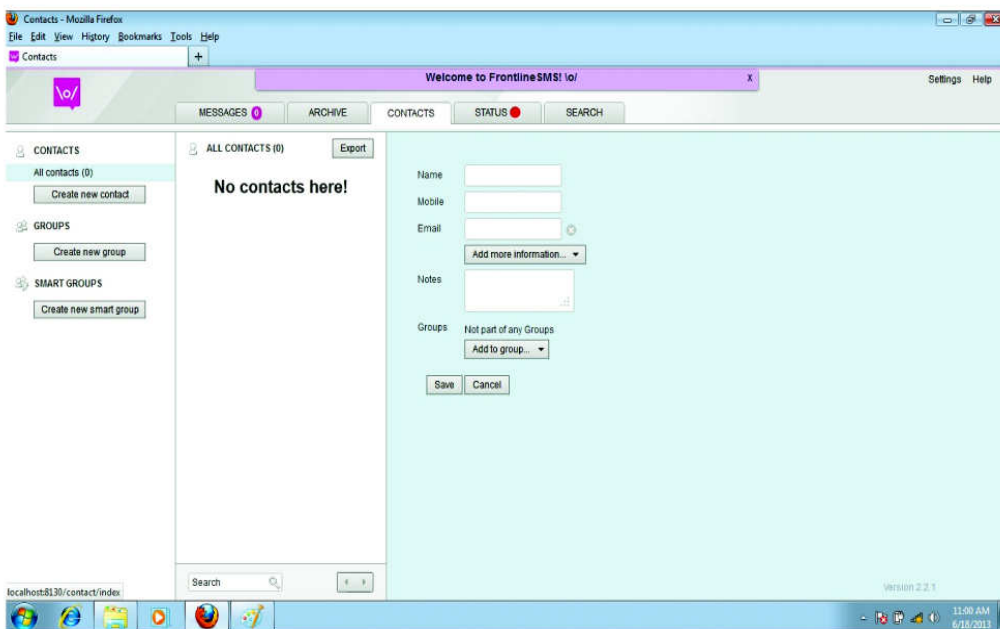 Contacts - Mozilla Firefox
File Edit View History Bookmarks Tools Help
Contacts +
Welcome to FrontlineSMS! \o/ x
Settings Help
\o/
MESSAGES 0 ARCHIVE CONTACTS STATUS SEARCH
CONTACTS
All contacts (0)
Create new contact
GROUPS
Create new group
SMART GROUPS
Create new smart group
ALL CONTACTS (0) Export
No contacts here!
Search
Name
Mobile
Email
Add more information...
Notes
Groups Not part of any Groups
Add to group...
Save Cancel
Version 2.2.1
localhost:8130/contact/index
11:00 AM
6/18/2013